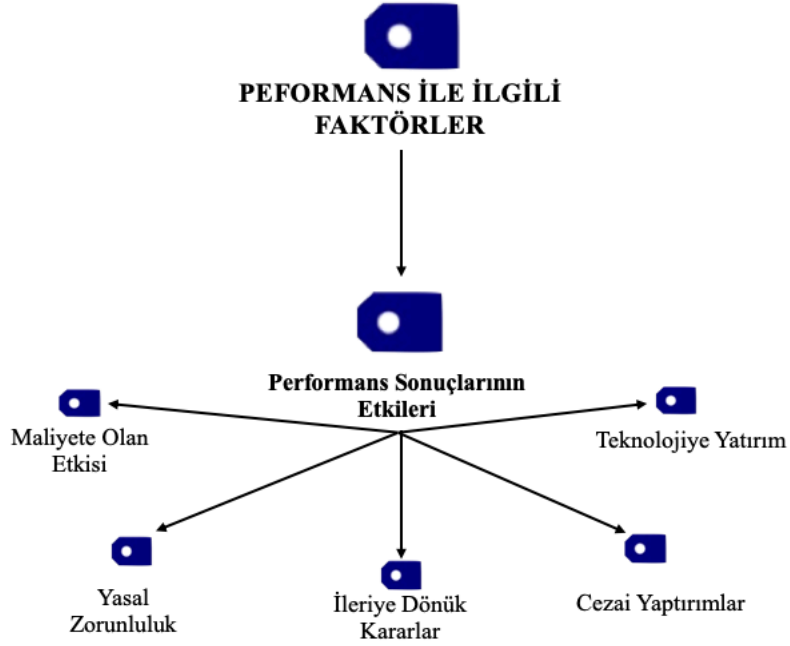 PEFORMANS İLE İLGİLİ
FAKTÖRLER
Performans Sonuçlarının
Etkileri
Maliyete Olan
Etkisi
Teknolojiye Yatırım
Yasal
Zorunluluk
İleriye Dönük
Kararlar
Cezai Yaptırımlar